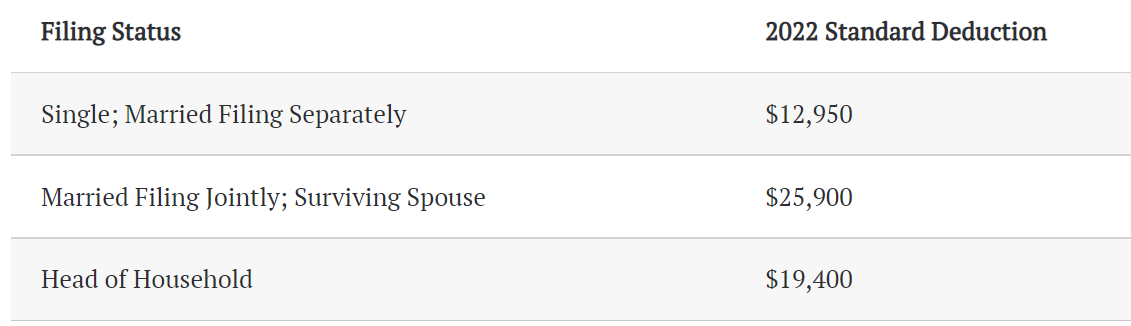 Filing Status 2022 Standard Deduction
Single; Married Filing Separately $12,950
Married Filing Jointly; Surviving Spouse $25,900
Head of Household $19,400